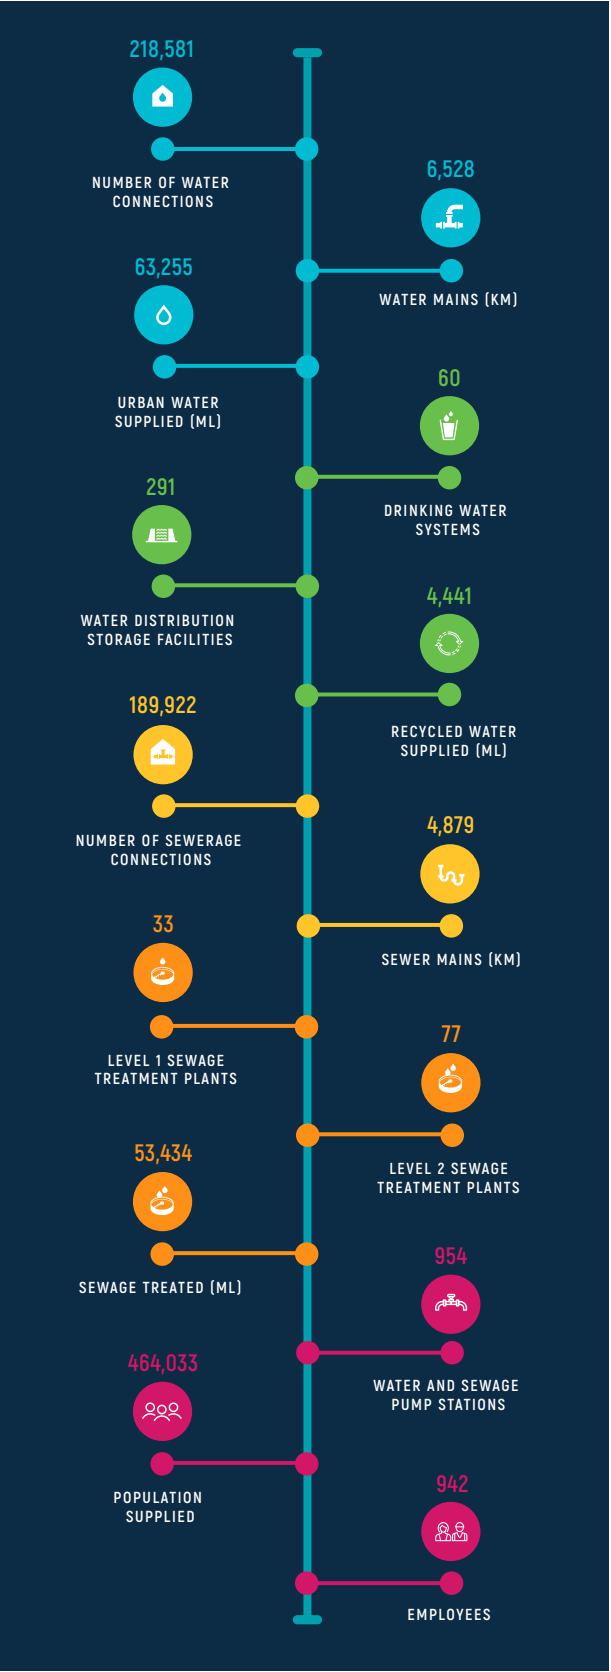 218,581
NUMBER OF WATER
CONNECTIONS
6,528
WATER MAINS (KM)
63,255
URBAN WATER
SUPPLIED (ML)
60
DRINKING WATER
SYSTEMS
291
WATER DISTRIBUTION
STORAGE FACILITIES
4,441
RECYCLED WATER
SUPPLIED (ML)
189,922
NUMBER OF SEWERAGE
CONNECTIONS
4,879
SEWER MAINS (KM)
33
LEVEL 1 SEWAGE
TREATMENT PLANTS
77
LEVEL 2 SEWAGE
TREATMENT PLANTS
53,434
SEWAGE TREATED (ML)
954
WATER AND SEWAGE
PUMP STATIONS
464,033
POPULATION
SUPPLIED
942
EMPLOYEES